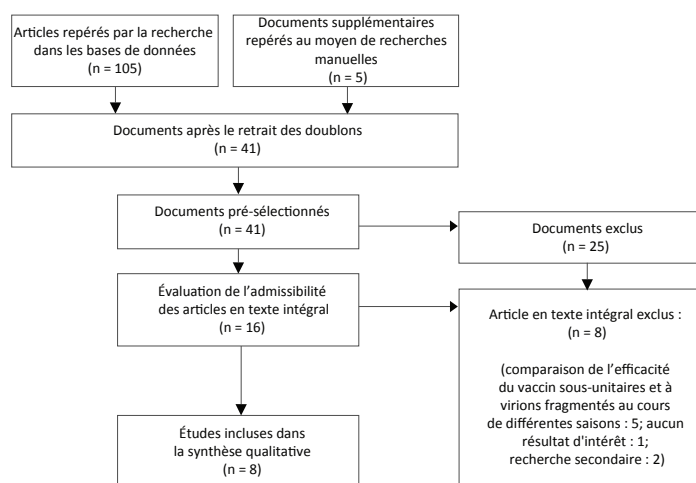 Articles repérés par la recherche
dans les bases de données
(n = 105)
Documents supplémentaires
repérés au moyen de recherches
manuelles
(n = 5)
Documents après le retrait des doublons
(n = 41)
Documents pré-sélectionnés
(n = 41)
Documents exclus
(n = 25)
Évaluation de l'admissibilité
des articles en texte intégral
(n = 16)
Article en texte intégral exclus :
(n = 8)
(comparaison de l'efficacité
du vaccin sous-unitaires et à
virions fragmentés au cours
de différentes saisons : 5; aucun
résultat d'intérêt : 1;
recherche secondaire : 2)
Études incluses dans
la synthèse qualitative
(n = 8)